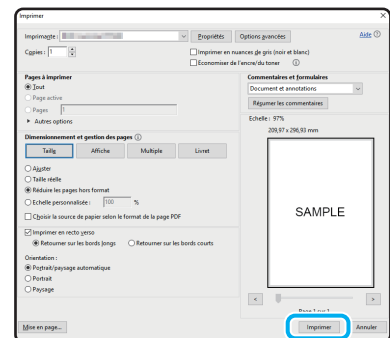 Imprimer
Imprimante :
Propriétés
Options avancées
Aide
Copies : 1
Imprimer en nuances de gris (noir et blanc)
Economiser de l'encre/du toner
Pages à imprimer
Tout
Page active
Pages 1
Autres options
Dimensionnement et gestion des pages
Taille
Affiche
Multiple
Livret
Ajuster
Taille réelle
Réduire les pages hors format
Echelle personnalisée : 100 %
Choisir la source de papier selon le format de la page PDF
Imprimer en recto verso
Retourner sur les bords longs
Retourner sur les bords courts
Orientation :
Portrait/paysage automatique
Portrait
Paysage
Commentaires et formulaires
Document et annotations
Résumer les commentaires
Echelle : 97%
209,97 x 296,93 mm
SAMPLE
<
>
Page 1 sur 1
Mise en page...
Imprimer
Annuler